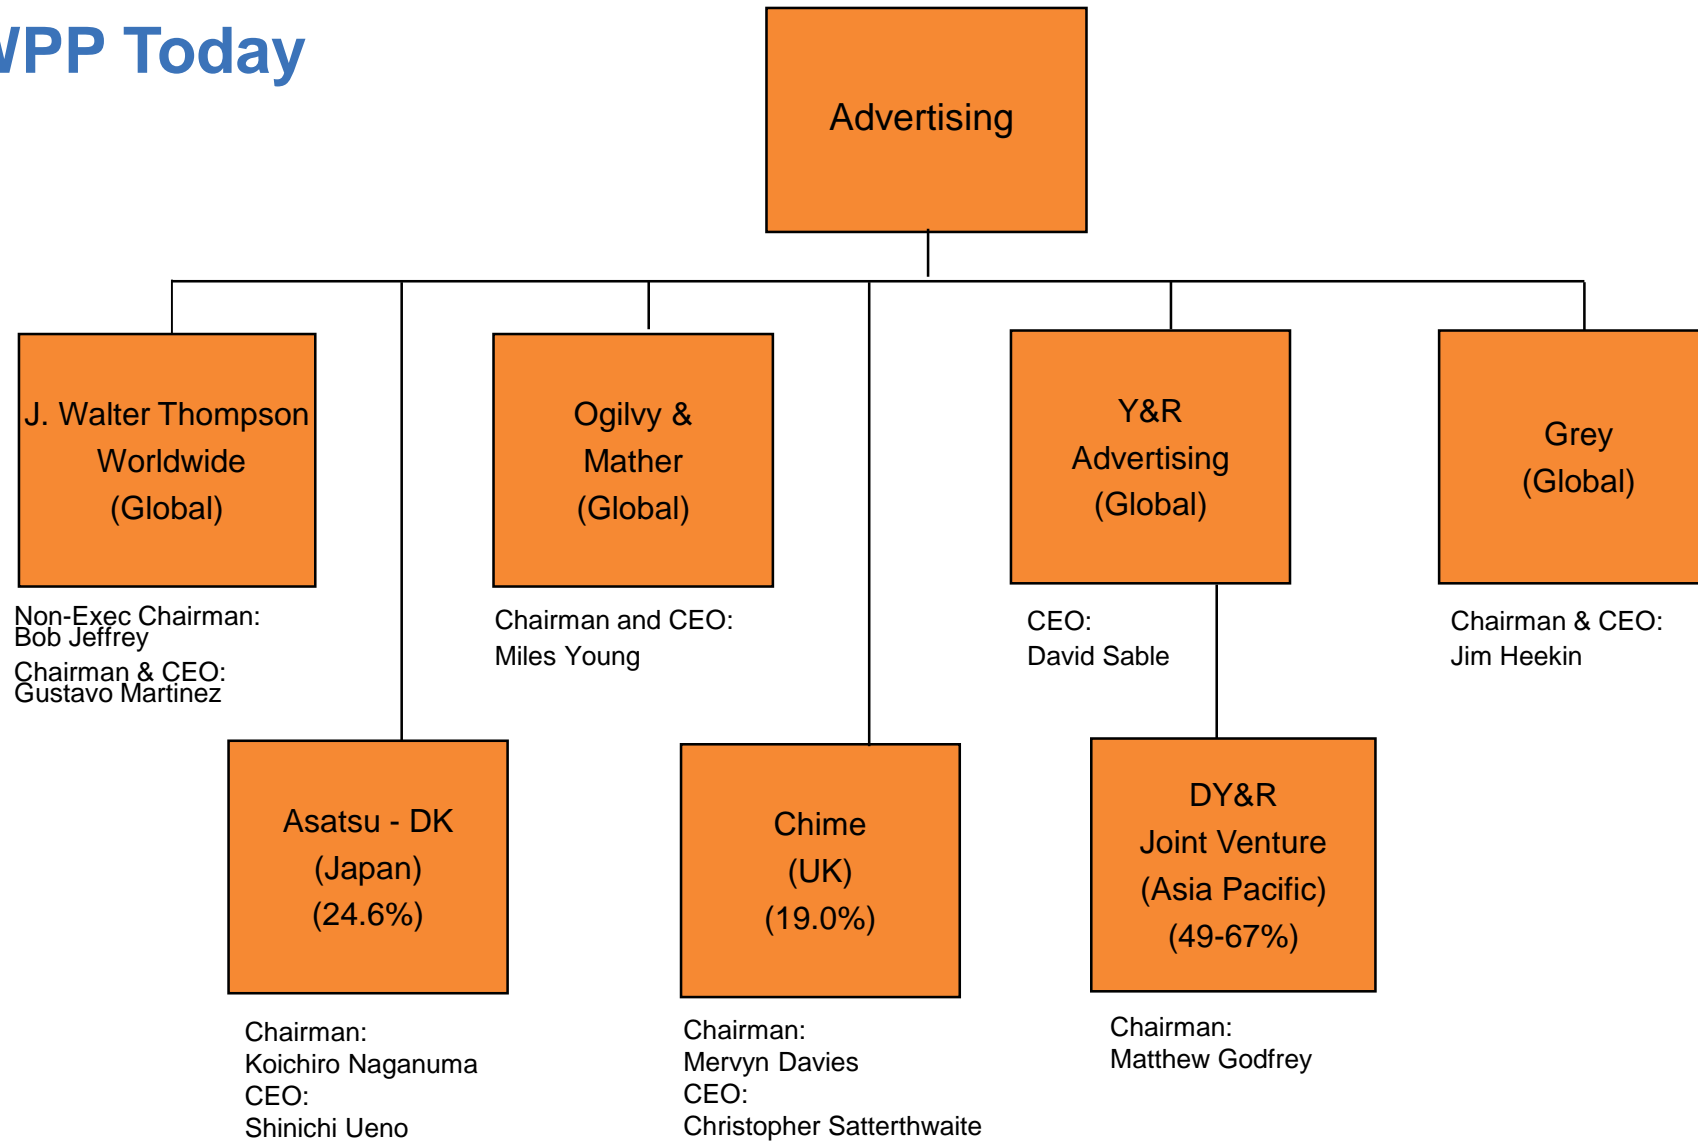 WPP Today
Advertising
J. Walter Thompson
Worldwide
(Global)
Ogilvy &
Mather
(Global)
Y&R
Advertising
(Global)
Grey
(Global)
Non-Exec Chairman:
Bob Jeffrey
Chairman & CEO:
Gustavo Martinez
Chairman and CEO:
Miles Young
CEO:
David Sable
Chairman & CEO:
Jim Heekin
Asatsu - DK
(Japan)
(24.6%)
Chime
(UK)
(19.0%)
DY&R
Joint Venture
(Asia Pacific)
(49-67%)
Chairman:
Koichiro Naganuma
CEO:
Shinichi Ueno
Chairman:
Mervyn Davies
CEO:
Christopher Satterthwaite
Chairman:
Matthew Godfrey